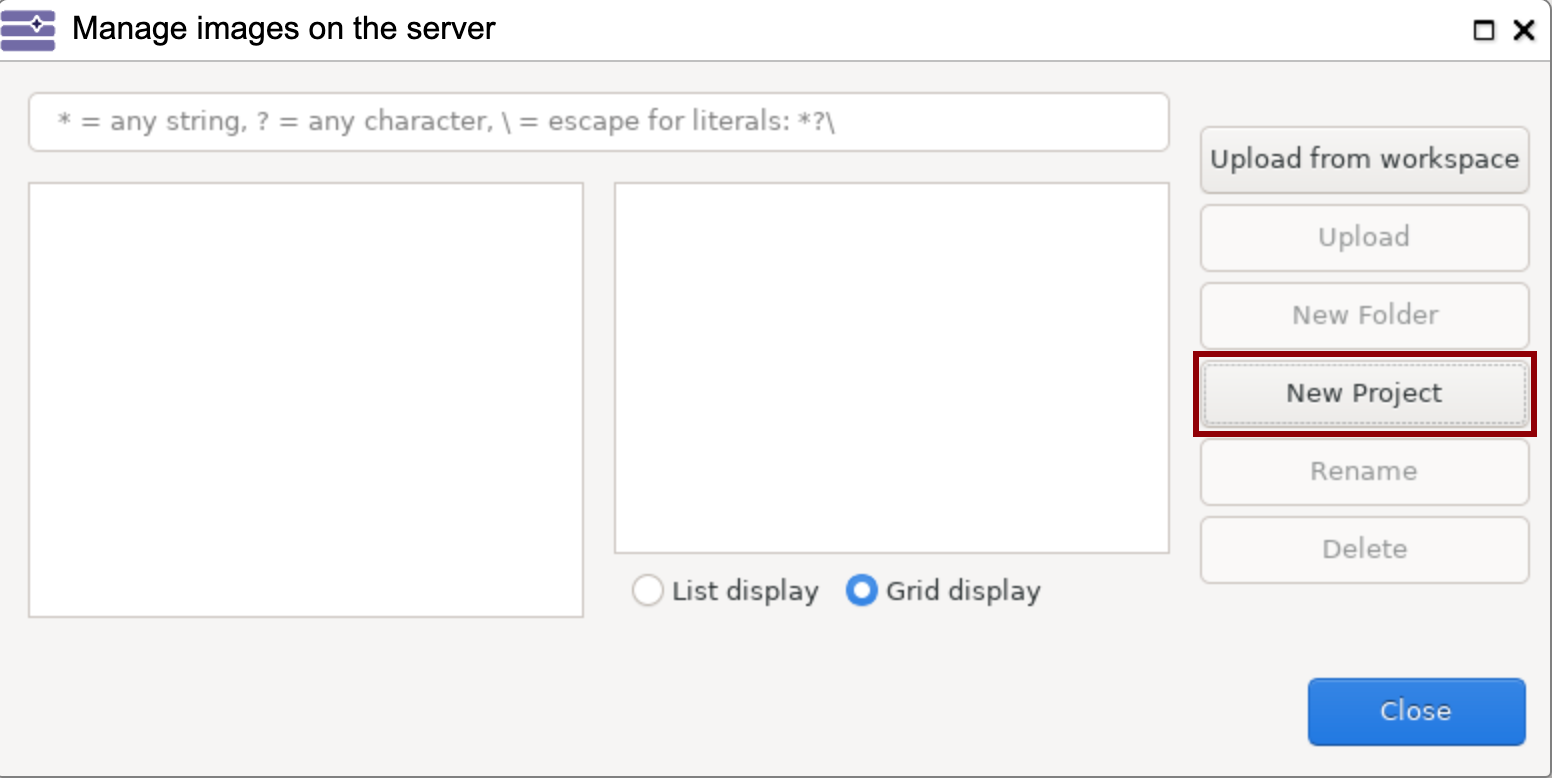 Manage images on the server
* = any string, ? = any character, \ = escape for literals: *?\
Upload from workspace
Upload
New Folder
New Project
Rename
Delete
List display
Grid display
Close